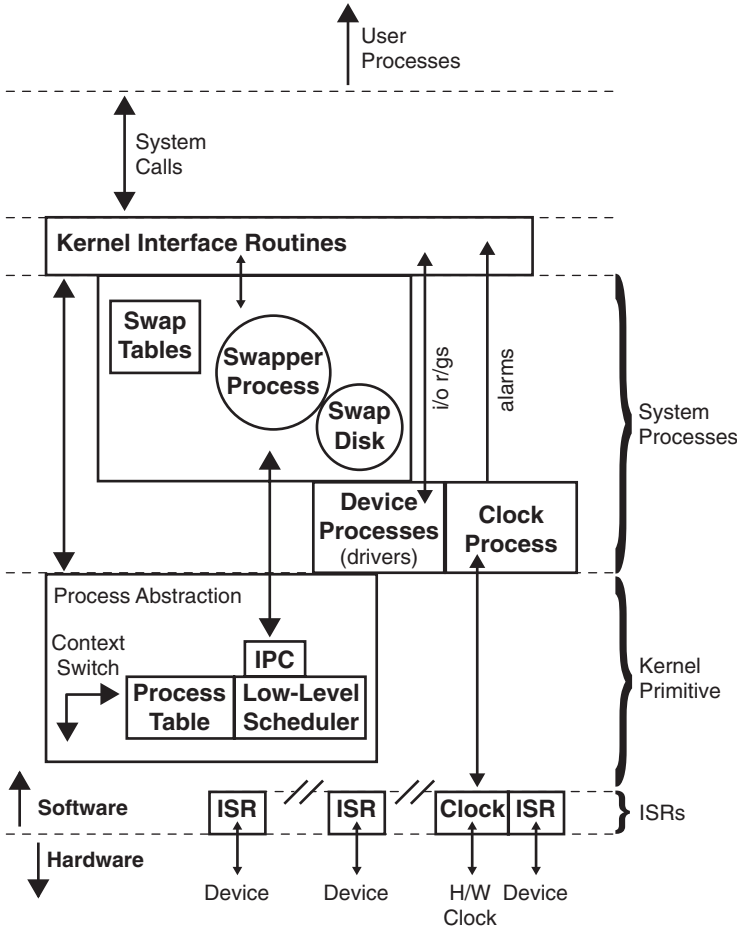 User
Processes
System
Calls
Kernel Interface Routines
Swap
Tables
Swapper
Process
Swap
Disk
i/o r/gs
alarms
System
Processes
Device
Processes
(drivers)
Clock
Process
Process Abstraction
Context
Switch
IPC
Process
Table
Low-Level
Scheduler
Kernel
Primitive
Software
ISR
ISR
Clock
ISR
ISRs
Hardware
Device
Device
H/W
Clock
Device